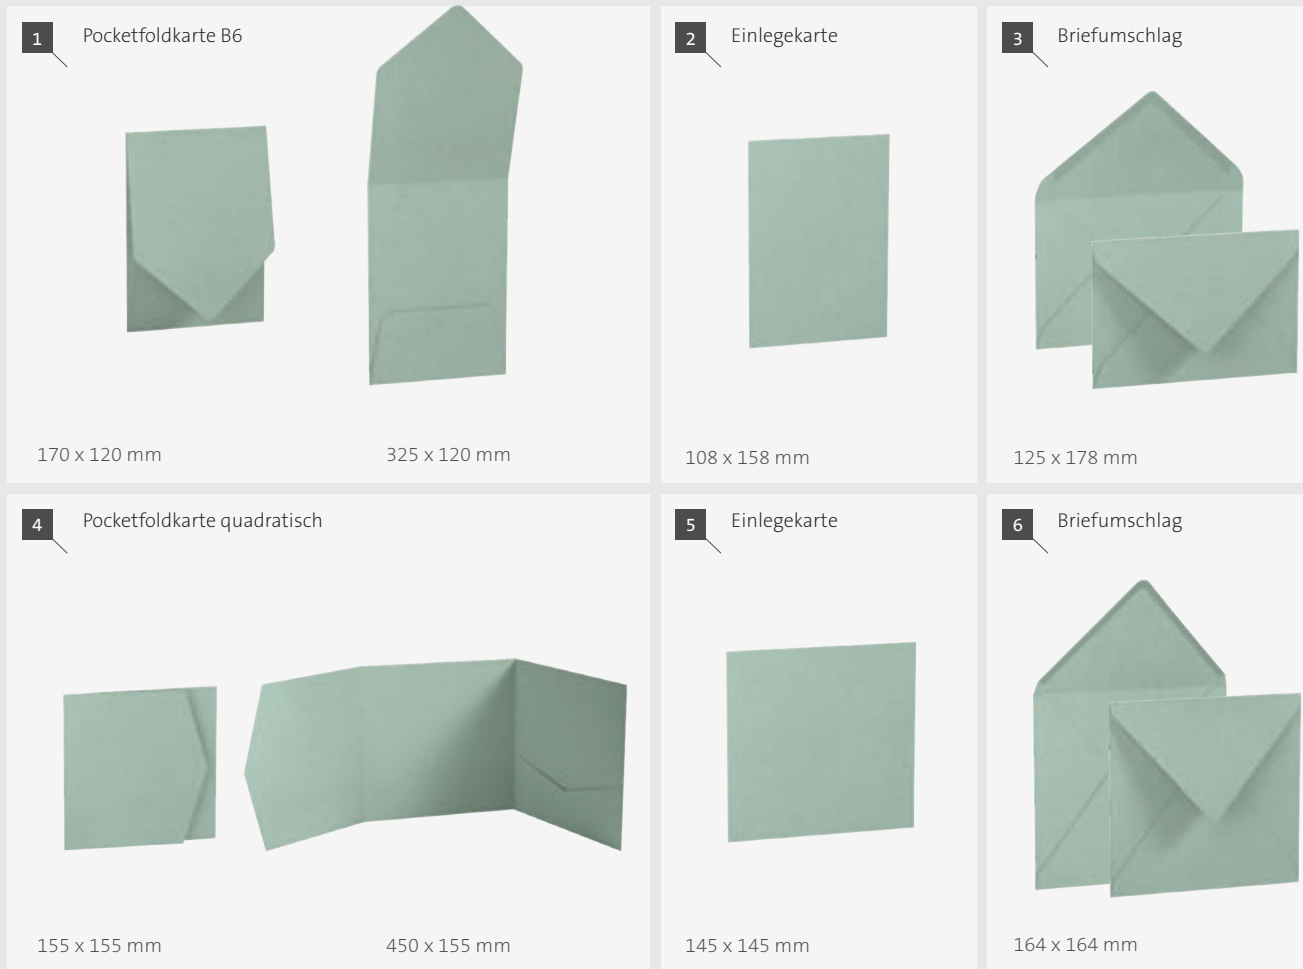 1 Pocketfoldkarte B6
170 x 120 mm
325 x 120 mm
2 Einlegekarte
108 x 158 mm
3 Briefumschlag
125 x 178 mm
4 Pocketfoldkarte quadratisch
155 x 155 mm
450 x 155 mm
5 Einlegekarte
145 x 145 mm
6 Briefumschlag
164 x 164 mm